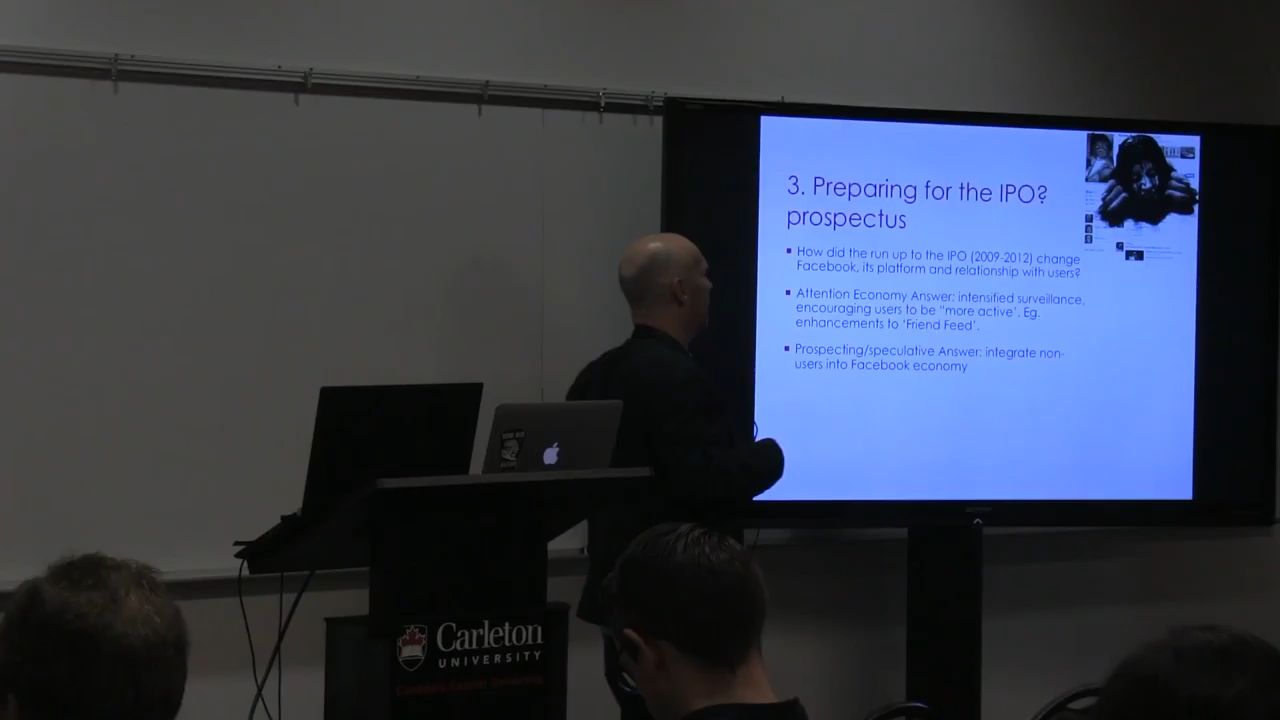 3. Preparing for the IPO?
prospectus
▪ How did the run up to the IPO (2009-2012) change
Facebook, its platform and relationship with users?
▪ Attention Economy Answer: intensified surveillance,
encouraging users to be “more active’. Eg.
enhancements to ‘Friend Feed’.
▪ Prospecting/speculative Answer: integrate non-
users into Facebook economy
Carleton
UNIVERSITY